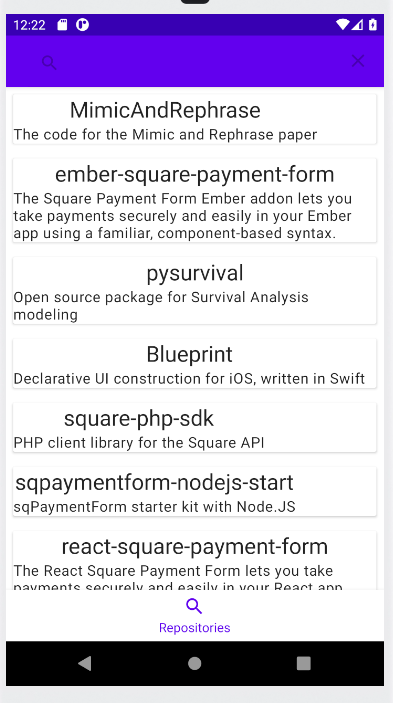 12:22
MimicAndRephrase
The code for the Mimic and Rephrase paper
ember-square-payment-form
The Square Payment Form Ember addon lets you
take payments securely and easily in your Ember
app using a familiar, component-based syntax.
pysurvival
Open source package for Survival Analysis
modeling
Blueprint
Declarative UI construction for iOS, written in Swift
square-php-sdk
PHP client library for the Square API
sqpaymentform-nodejs-start
sqPaymentForm starter kit with Node.JS
react-square-payment-form
The React Square Payment Form lets you take
payments securely and easily in your React app
Repositories